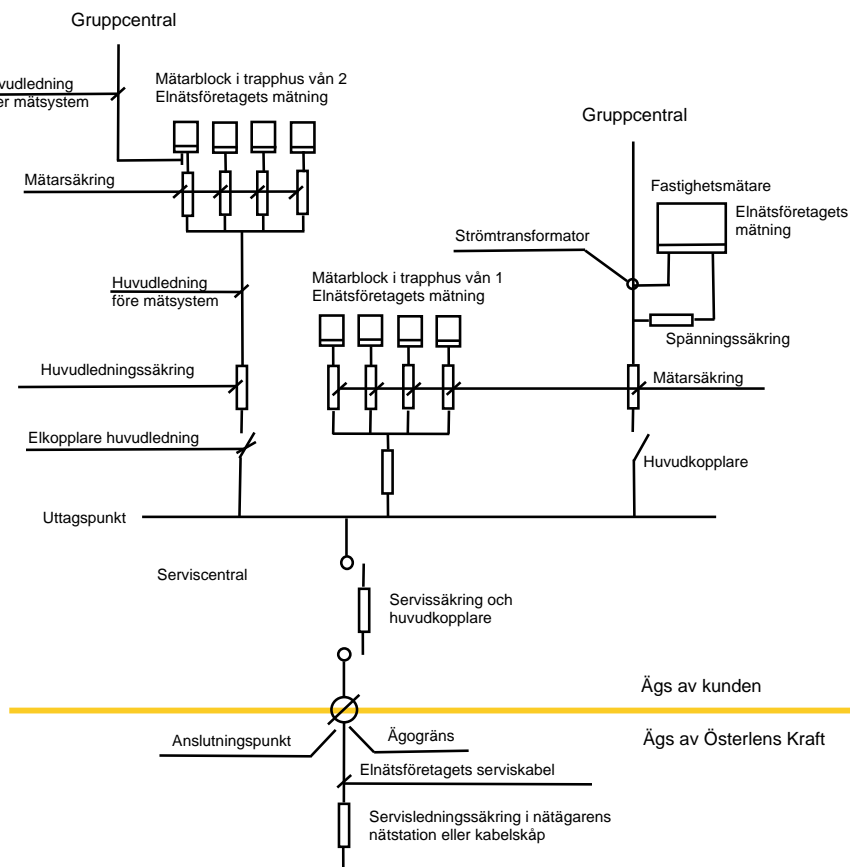 Gruppcentral
vudledning
er mätsystem
Mätarblock i trapphus vån 2
Elnätsföretagets mätning
Mätarsäkring
Gruppcentral
Fastighetsmätare
Elnätsföretagets
mätning
Strömtransformator
Huvudledning
före mätsystem
Mätarblock i trapphus vån 1
Elnätsföretagets mätning
Spänningssäkring
Huvudledningssäkring
Mätarsäkring
Elkopplare huvudledning
Huvudkopplare
Uttagspunkt
Serviscentral
Servissäkring och
huvudkopplare
Ägs av kunden
Anslutningspunkt
Ägogräns
Ägs av Österlens Kraft
Elnätsföretagets serviskabel
Servisledningssäkring i nätägarens
nätstation eller kabelskåp